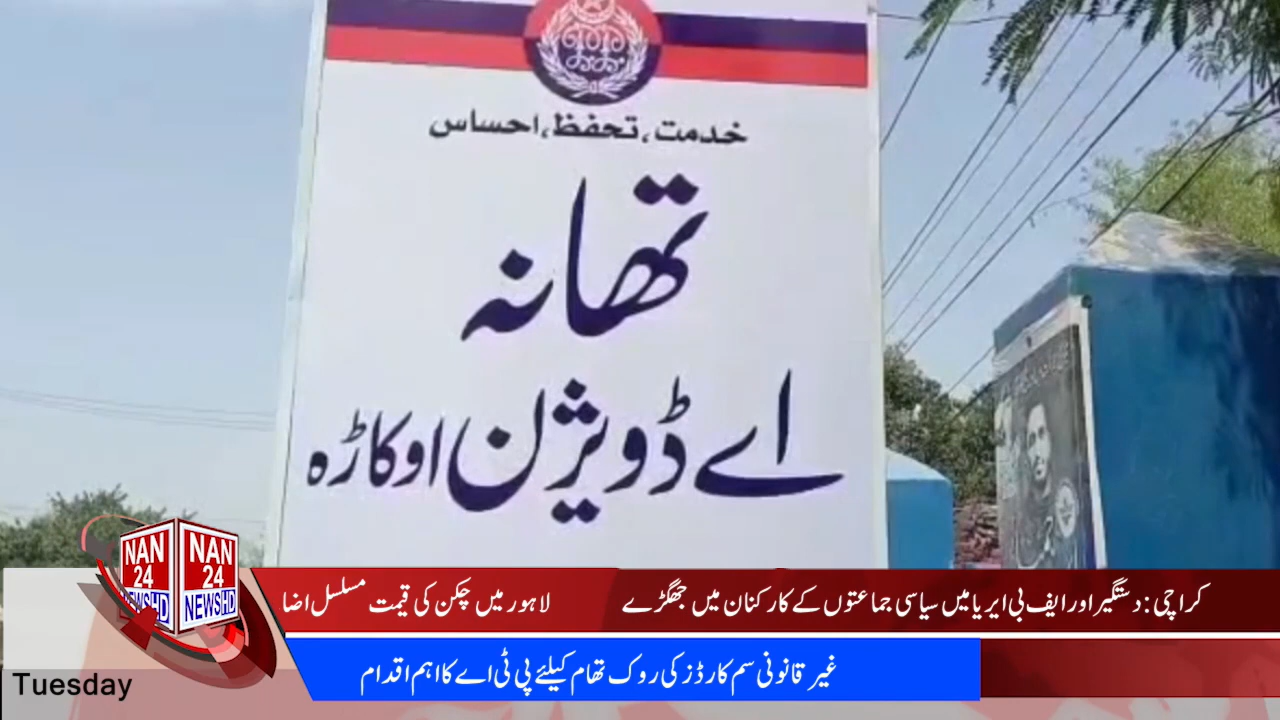 خدمت، تحفظ، احساس
تھانہ
اے ڈویژن اوکاڑہ
NAN 24 NEWSHD
NAN 24 NEWSHD
کراچی: دستگیر اور ایف بی ایریا میں سیاسی جماعتوں کے کارکنان میں جھگڑے
لاہور میں چکن کی قیمت مسلسل اضا
غیر قانونی سم کارڈز کی روک تھام کیلئے پی ٹی اے کا اہم اقدام
Tuesday